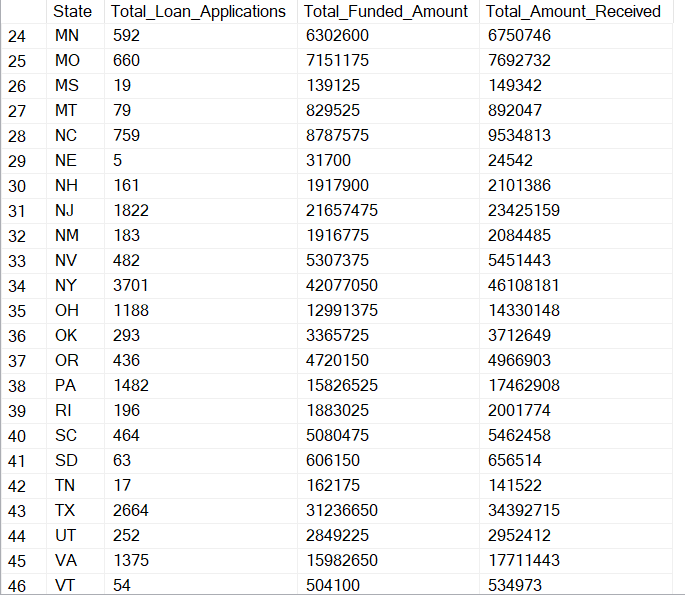 State Total_Loan_Applications Total_Funded_Amount Total_Amount_Received
24 MN 592 6302600 6750746
25 MO 660 7151175 7692732
26 MS 19 139125 149342
27 MT 79 829525 892047
28 NC 759 8787575 9534813
29 NE 5 31700 24542
30 NH 161 1917900 2101386
31 NJ 1822 21657475 23425159
32 NM 183 1916775 2084485
33 NV 482 5307375 5451443
34 NY 3701 42077050 46108181
35 OH 1188 12991375 14330148
36 OK 293 3365725 3712649
37 OR 436 4720150 4966903
38 PA 1482 15826525 17462908
39 RI 196 1883025 2001774
40 SC 464 5080475 5462458
41 SD 63 606150 656514
42 TN 17 162175 141522
43 TX 2664 31236650 34392715
44 UT 252 2849225 2952412
45 VA 1375 15982650 17711443
46 VT 54 504100 534973